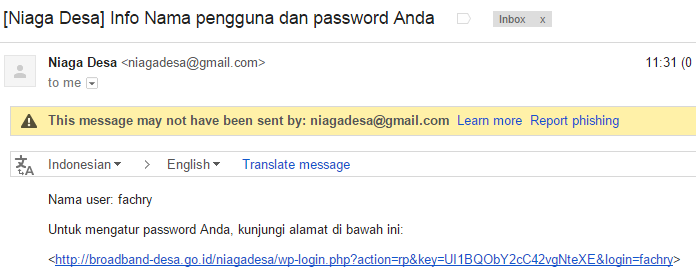 [Niaga Desa] Info Nama pengguna dan password Anda Inbox x
Niaga Desa <niagadesa@gmail.com> 11:31 (0
to me
This message may not have been sent by: niagadesa@gmail.com Learn more Report phishing
Indonesian > English Translate message
Nama user: fachry
Untuk mengatur password Anda, kunjungi alamat di bawah ini:
<http://broadband-desa.go.id/niagadesa/wp-login.php?action=rp&key=UI1BQObY2cC42vgNteXE&login=fachry>